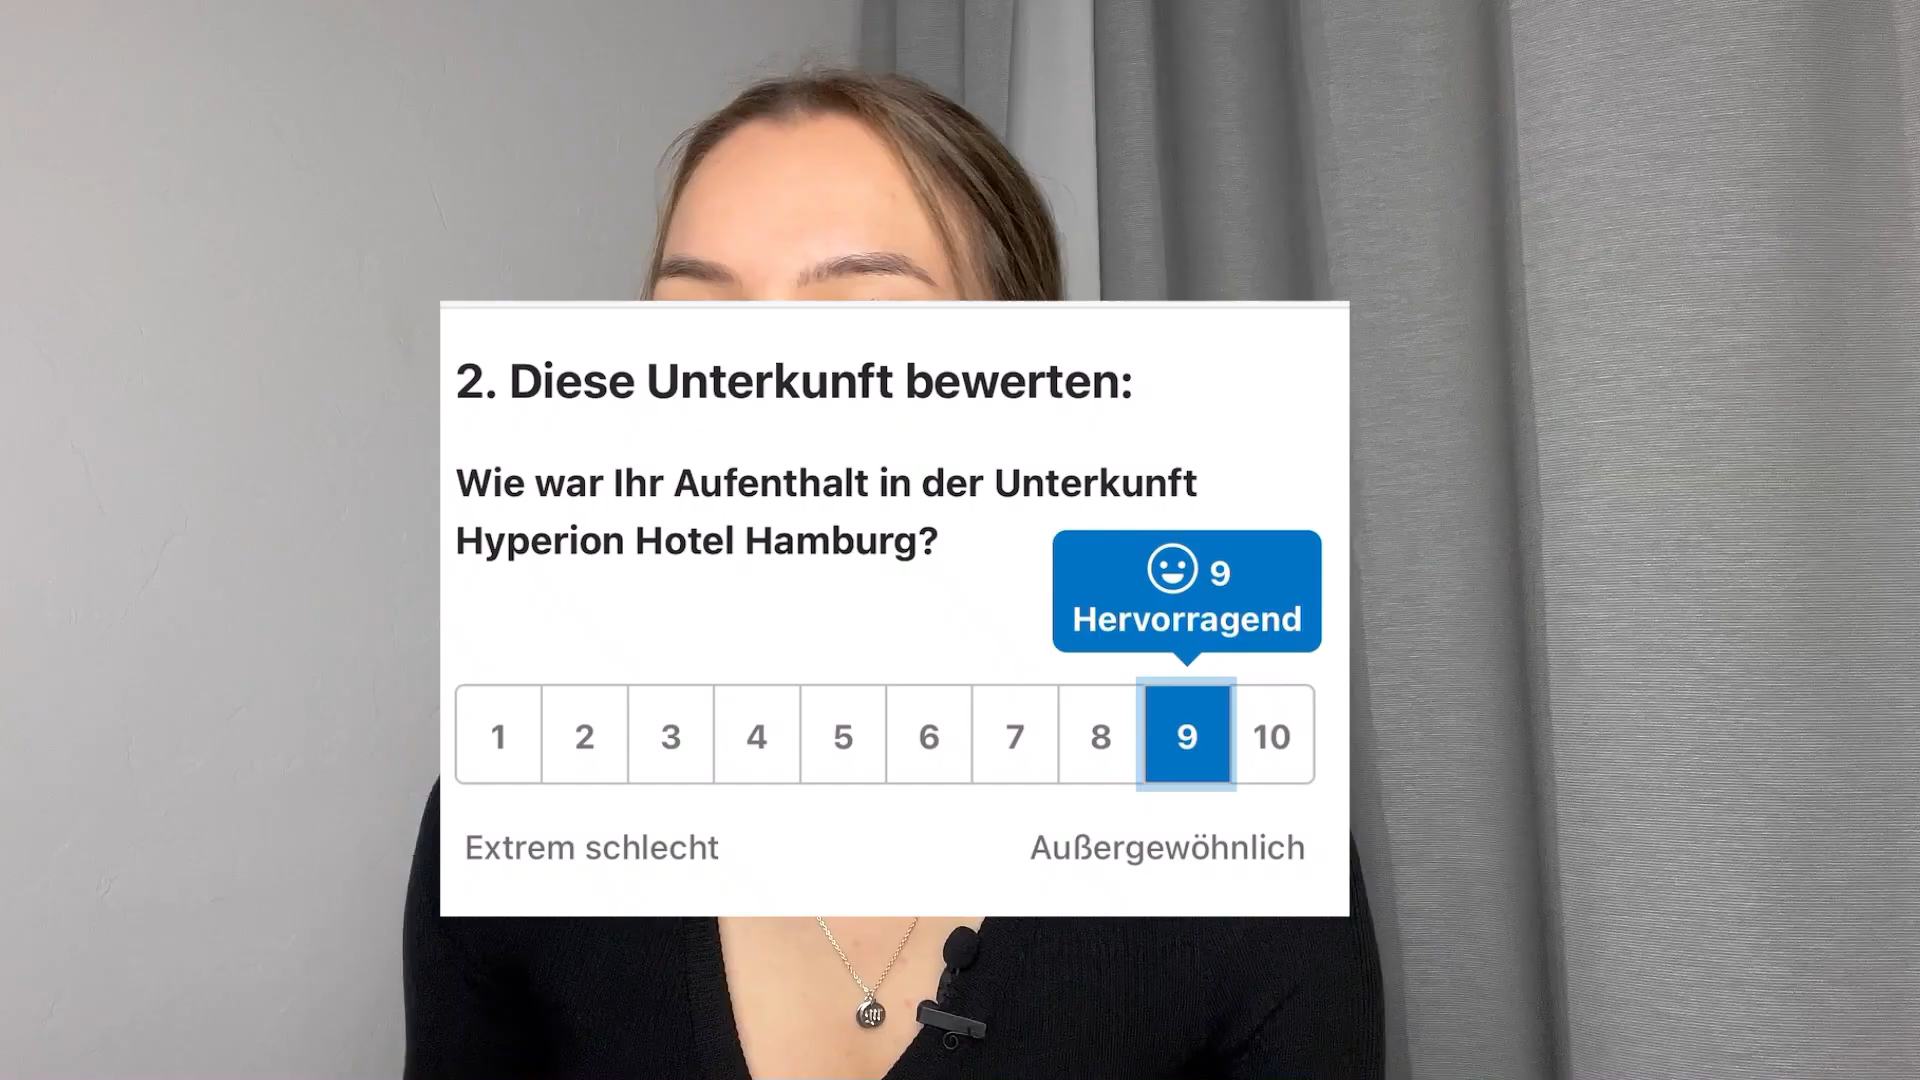 2. Diese Unterkunft bewerten:
Wie war Ihr Aufenthalt in der Unterkunft
Hyperion Hotel Hamburg?
9
Hervorragend
1 2 3 4 5 6 7 8 9 10
Extrem schlecht Außergewöhnlich